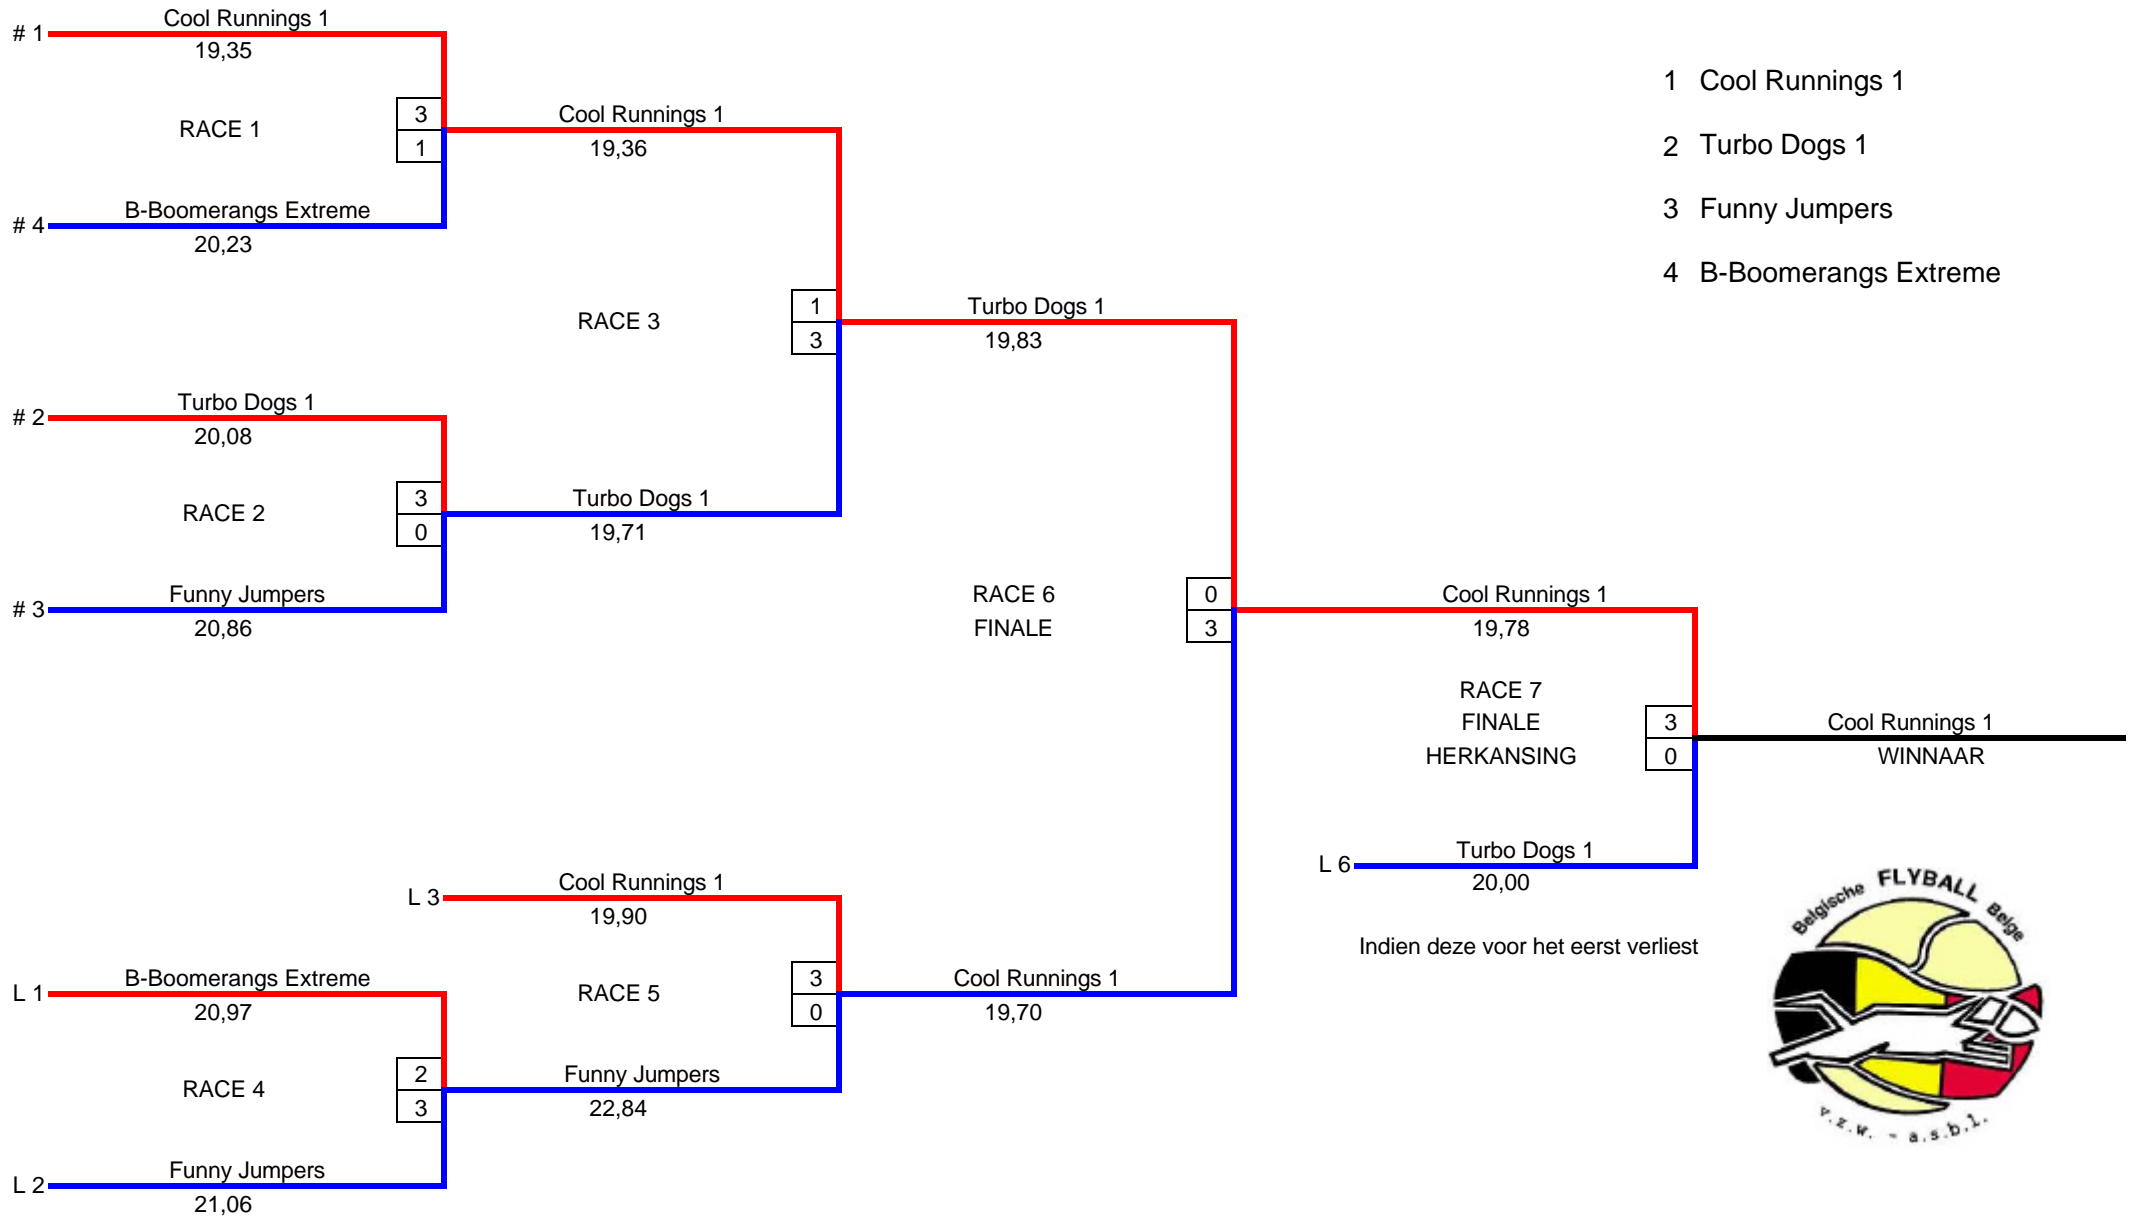 Cool Runnings 1
# 1
19,35
1 Cool Runnings 1
3
Cool Runnings 1
RACE 1
1
19,36
2 Turbo Dogs 1
B-Boomerangs Extreme
# 4
20,23
3 Funny Jumpers
4 B-Boomerangs Extreme
1
Turbo Dogs 1
RACE 3
3
19,83
Turbo Dogs 1
# 2
20,08
3
Turbo Dogs 1
RACE 2
0
19,71
Funny Jumpers
# 3
20,86
RACE 6
0
Cool Runnings 1
FINALE
3
19,78
RACE 7
FINALE
3
Cool Runnings 1
HERKANSING
0
WINNAAR
Turbo Dogs 1
L 6
20,00
Cool Runnings 1
L 3
19,90
Indien deze voor het eerst verliest
Belgische FLYBALL Belge
B-Boomerangs Extreme
L 1
20,97
RACE 5
3
0
Cool Runnings 1
19,70
RACE 4
2
3
Funny Jumpers
22,84
v.z.w. - a.s.b.l.
Funny Jumpers
L 2
21,06